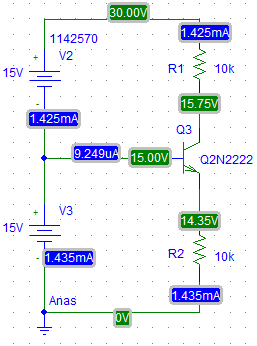 30.00V
1142570
1.425mA
V2
15V
R1
10k
15.75V
1.425mA
Q3
9.249uA
15.00V
Q2N2222
V3
15V
14.35V
1.435mA
R2
10k
1.435mA
Anas
0V